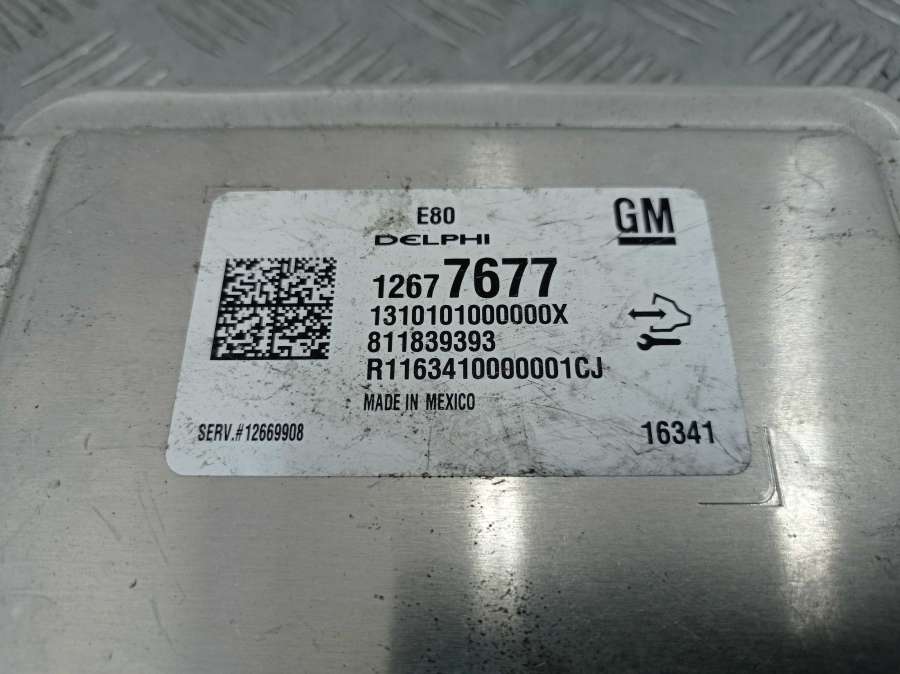 E80
GM
DELPHI
12677677
1310101000000X
811839393
R1163410000001CJ
MADE IN MEXICO
SERV.#12669908
16341